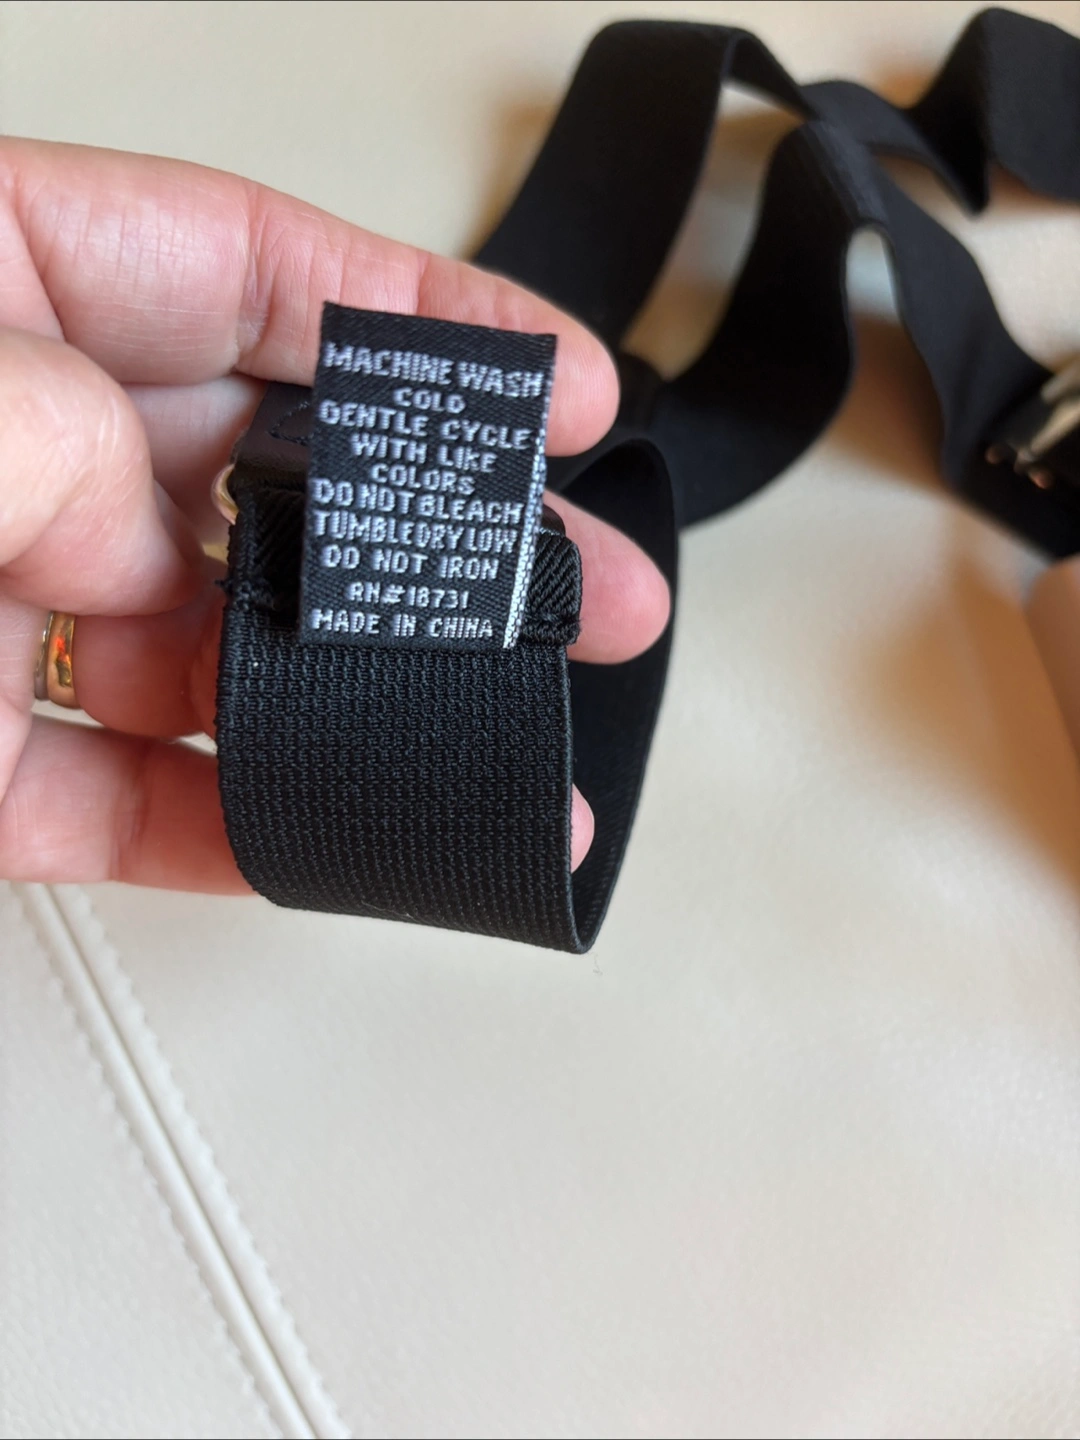 MACHINE WASH
COLD
GENTLE CYCLE
WITH LIKE
COLORS
DO NOT BLEACH
TUMBLE DRY LOW
DO NOT IRON
RN#18731
MADE IN CHINA